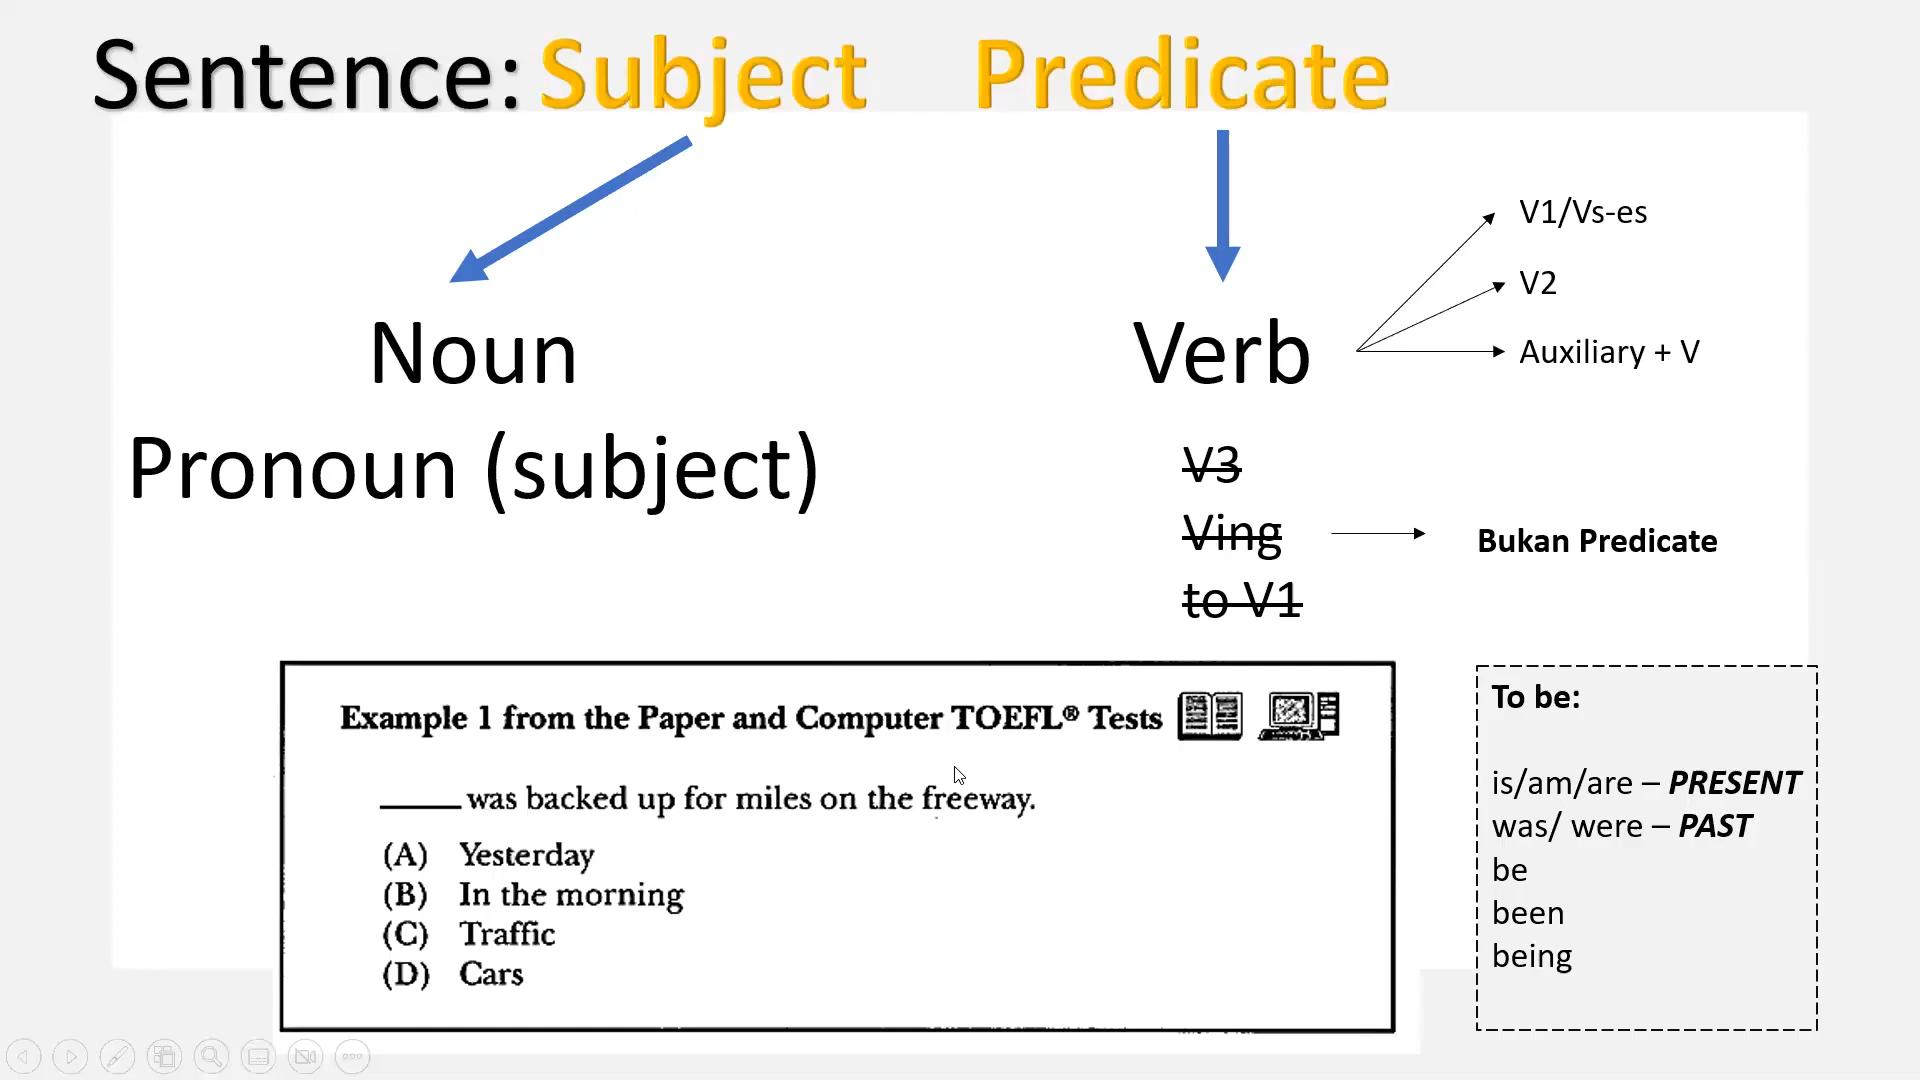 Sentence: Subject Predicate
V1/Vs-es
V2
Auxiliary + V
Noun
Verb
Pronoun (subject)
V3
Ving
to V1
Bukan Predicate
Example 1 from the Paper and Computer TOEFL® Tests
_____ was backed up for miles on the freeway.
(A) Yesterday
(B) In the morning
(C) Traffic
(D) Cars
To be:
is/am/are – PRESENT
was/ were – PAST
be
been
being